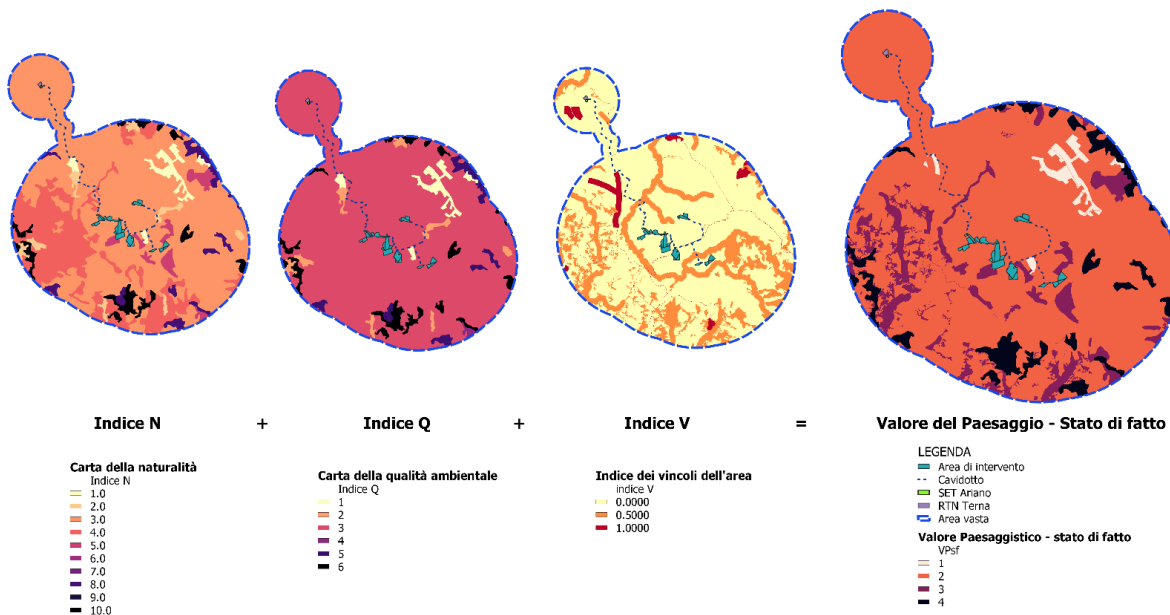 Indice N + Indice Q + Indice V = Valore del Paesaggio - Stato di fatto
Carta della naturalità
Indice N
1.0
2.0
3.0
4.0
5.0
6.0
7.0
8.0
9.0
10.0
Carta della qualità ambientale
Indice Q
1
2
3
4
5
6
Indice dei vincoli dell'area
indice V
0.0000
0.5000
1.0000
LEGENDA
Area di intervento
Cavidotto
SET Ariano
RTN Terna
Area vasta
Valore Paesaggistico - stato di fatto
VPsf
1
2
3
4